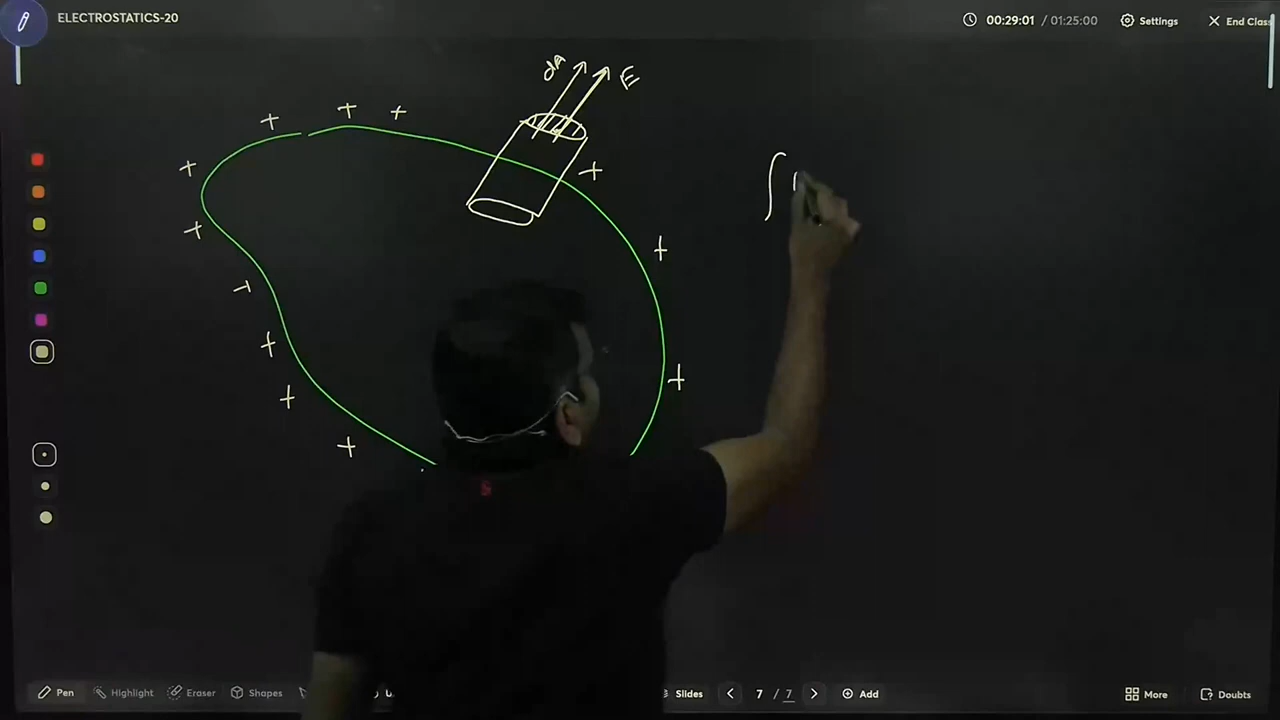 ELECTROSTATICS-20
00:29:01 / 01:25:00
Settings
End Class
dA
E
+ + +
+
+
+
+
+
+
+
+
+
∫
Pen
Highlight
Eraser
Shapes
Slides
7 / 7
Add
More
Doubts